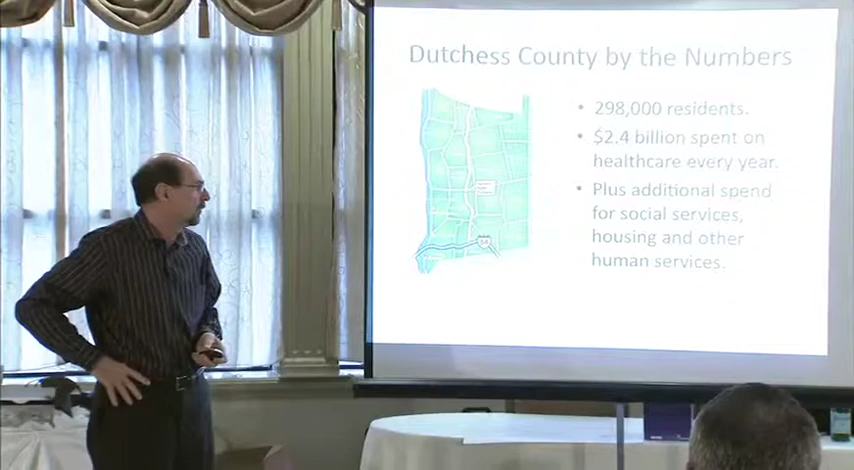 Dutchess County by the Numbers
• 298,000 residents.
• $2.4 billion spent on
healthcare every year.
• Plus additional spend
for social services,
housing and other
human services.
84